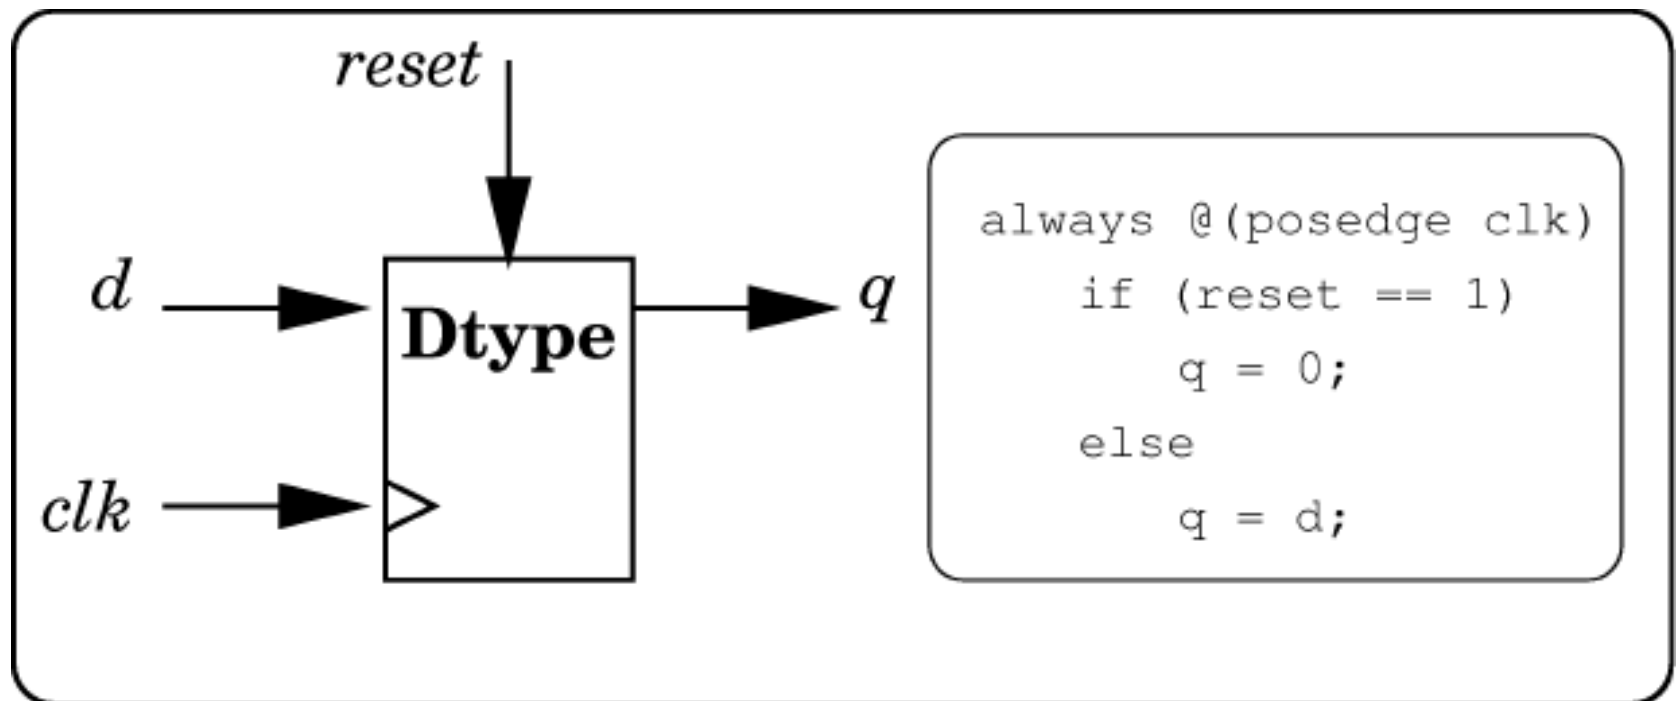 reset
d
Dtype
q
clk
always @(posedge clk)
if (reset == 1)
q = 0;
else
q = d;